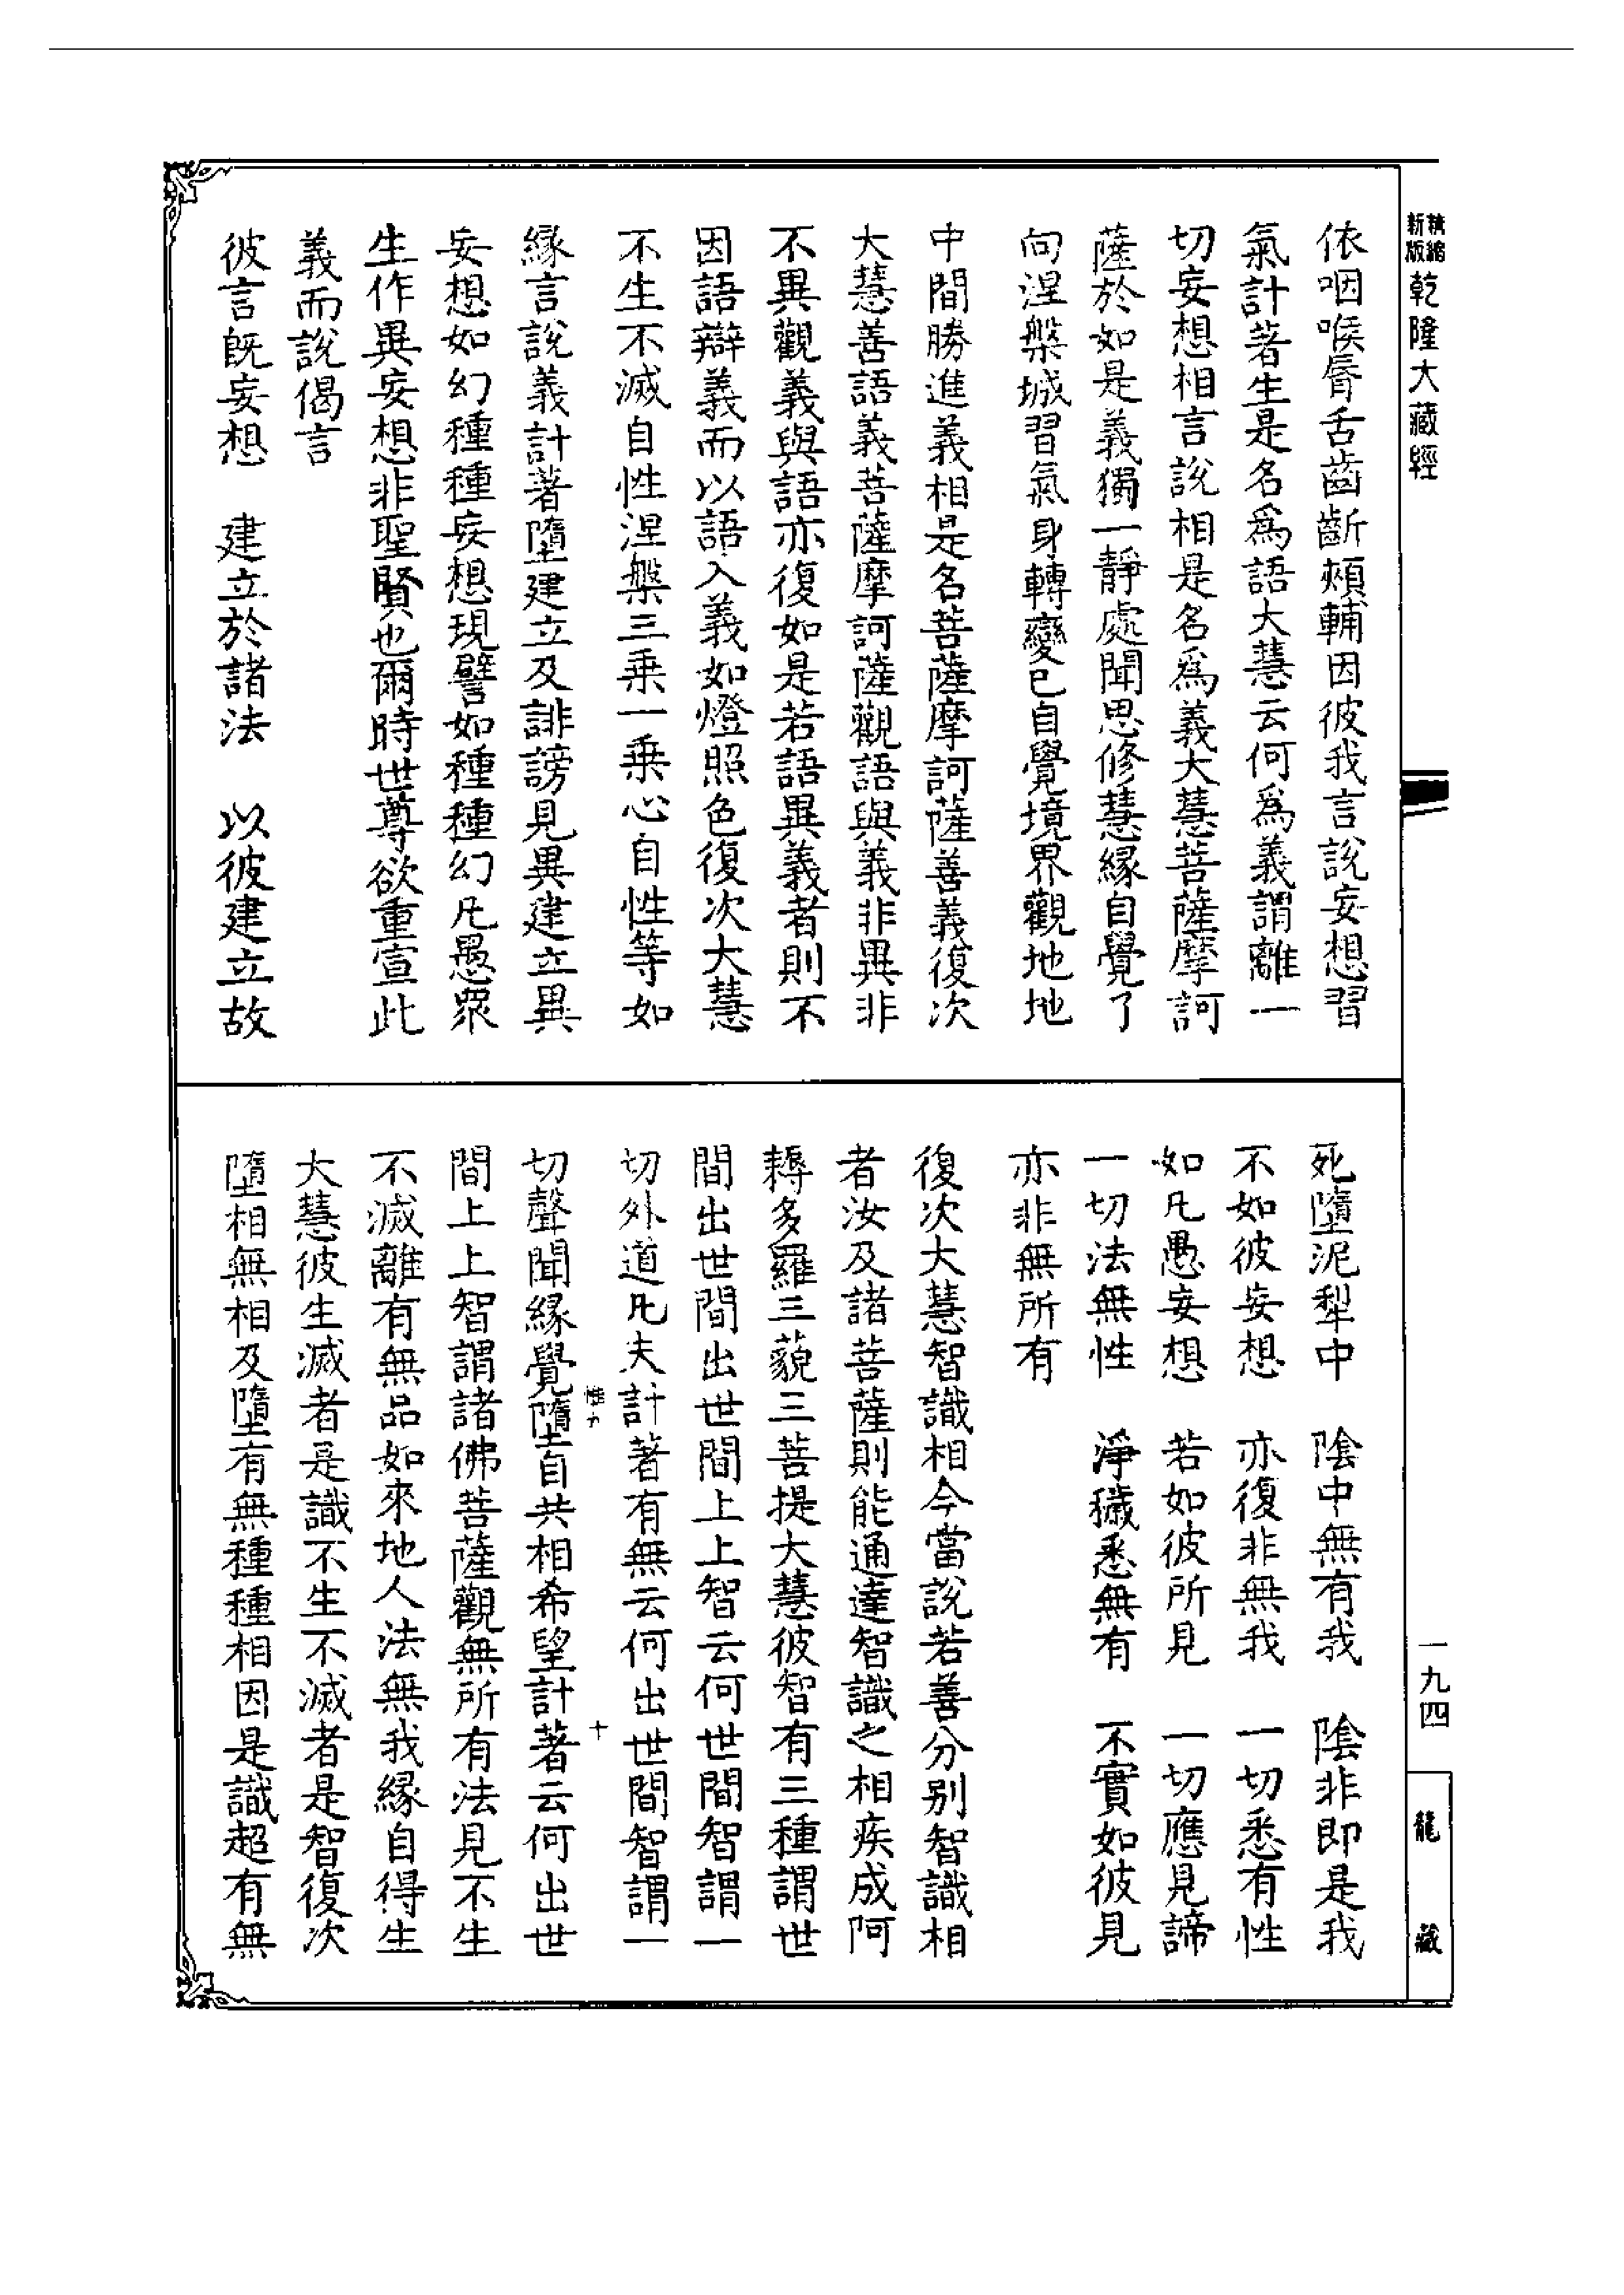 精縮新版乾隆大藏經
依咽喉脣舌齒齗頰輔因彼我言說妄想習
氣計著生是名為語大慧云何為義謂離一
切妄想相言說相是名為義大慧菩薩摩訶
薩於如是義獨一靜處聞思修慧緣自覺了
向涅槃城習氣身轉變已自覺境界觀地地
中間勝進義相是名菩薩摩訶薩善義復次
大慧善語義菩薩摩訶薩觀語與義非異非
不異觀義與語亦復如是若語異義者則不
因語辯義而以語入義如燈照色復次大慧
不生不滅自性涅槃三乘一乘心自性等如
緣言說義計著墮建立及誹謗見異建立異
妄想如幻種種妄想現譬如種種幻凡愚眾
生作異妄想非聖賢也爾時世尊欲重宣此
義而說偈言
彼言既妄想　建立於諸法　以彼建立故
死墮泥犁中　陰中無有我　陰非即是我
不如彼妄想　亦復非無我　一切悉有性
如凡愚妄想　若如彼所見　一切應見諦
一切法無性　淨穢悉無有　不實如彼見
亦非無所有
復次大慧智識相今當說若善分別智識相
者汝及諸菩薩則能通達智識之相疾成阿
耨多羅三藐三菩提大慧彼智有三種謂世
間出世間出世間上上智云何世間智謂一
切外道凡夫計著有無云何出世間智謂一
切聲聞緣覺墮自共相希望計著云何出世
間上上智謂諸佛菩薩觀無所有法見不生
不滅離有無品如來地人法無我緣自得生
大慧彼生滅者是識不生不滅者是智復次
墮相無相及墮有無種種相因是識超有無
惟九
十
一九四
龍藏